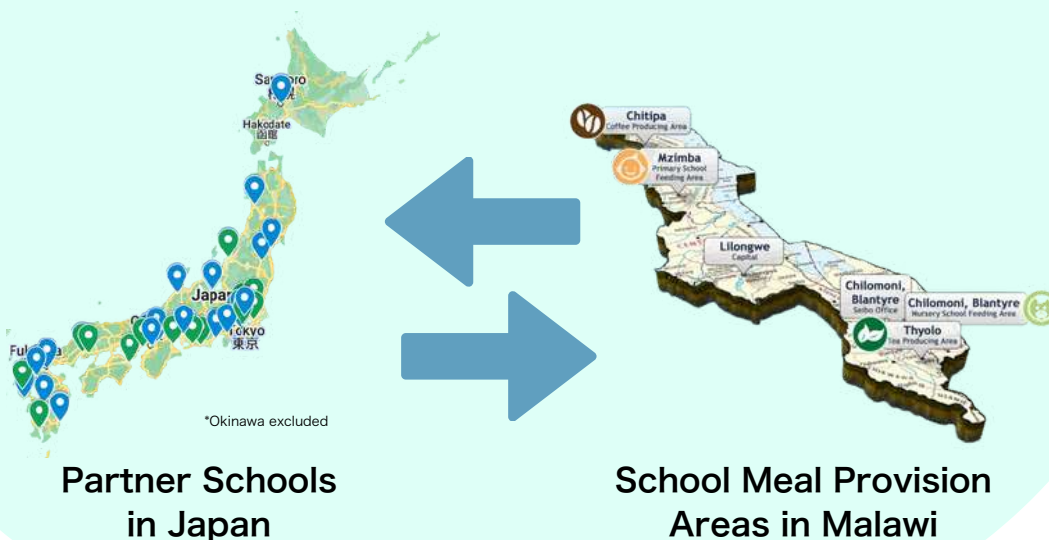 Hakodate
函館
Japan
Tokyo
東京
*Okinawa excluded
Partner Schools
in Japan
Chitipa
Coffee Producing Area
Mzimba
Primary School
Feeding Area
Lilongwe
Capital
Chilomoni,
Blantyre
Seibo Office
Chilomoni, Blantyre
Nursery School Feeding Area
Thyolo
Tea Producing Area
School Meal Provision
Areas in Malawi